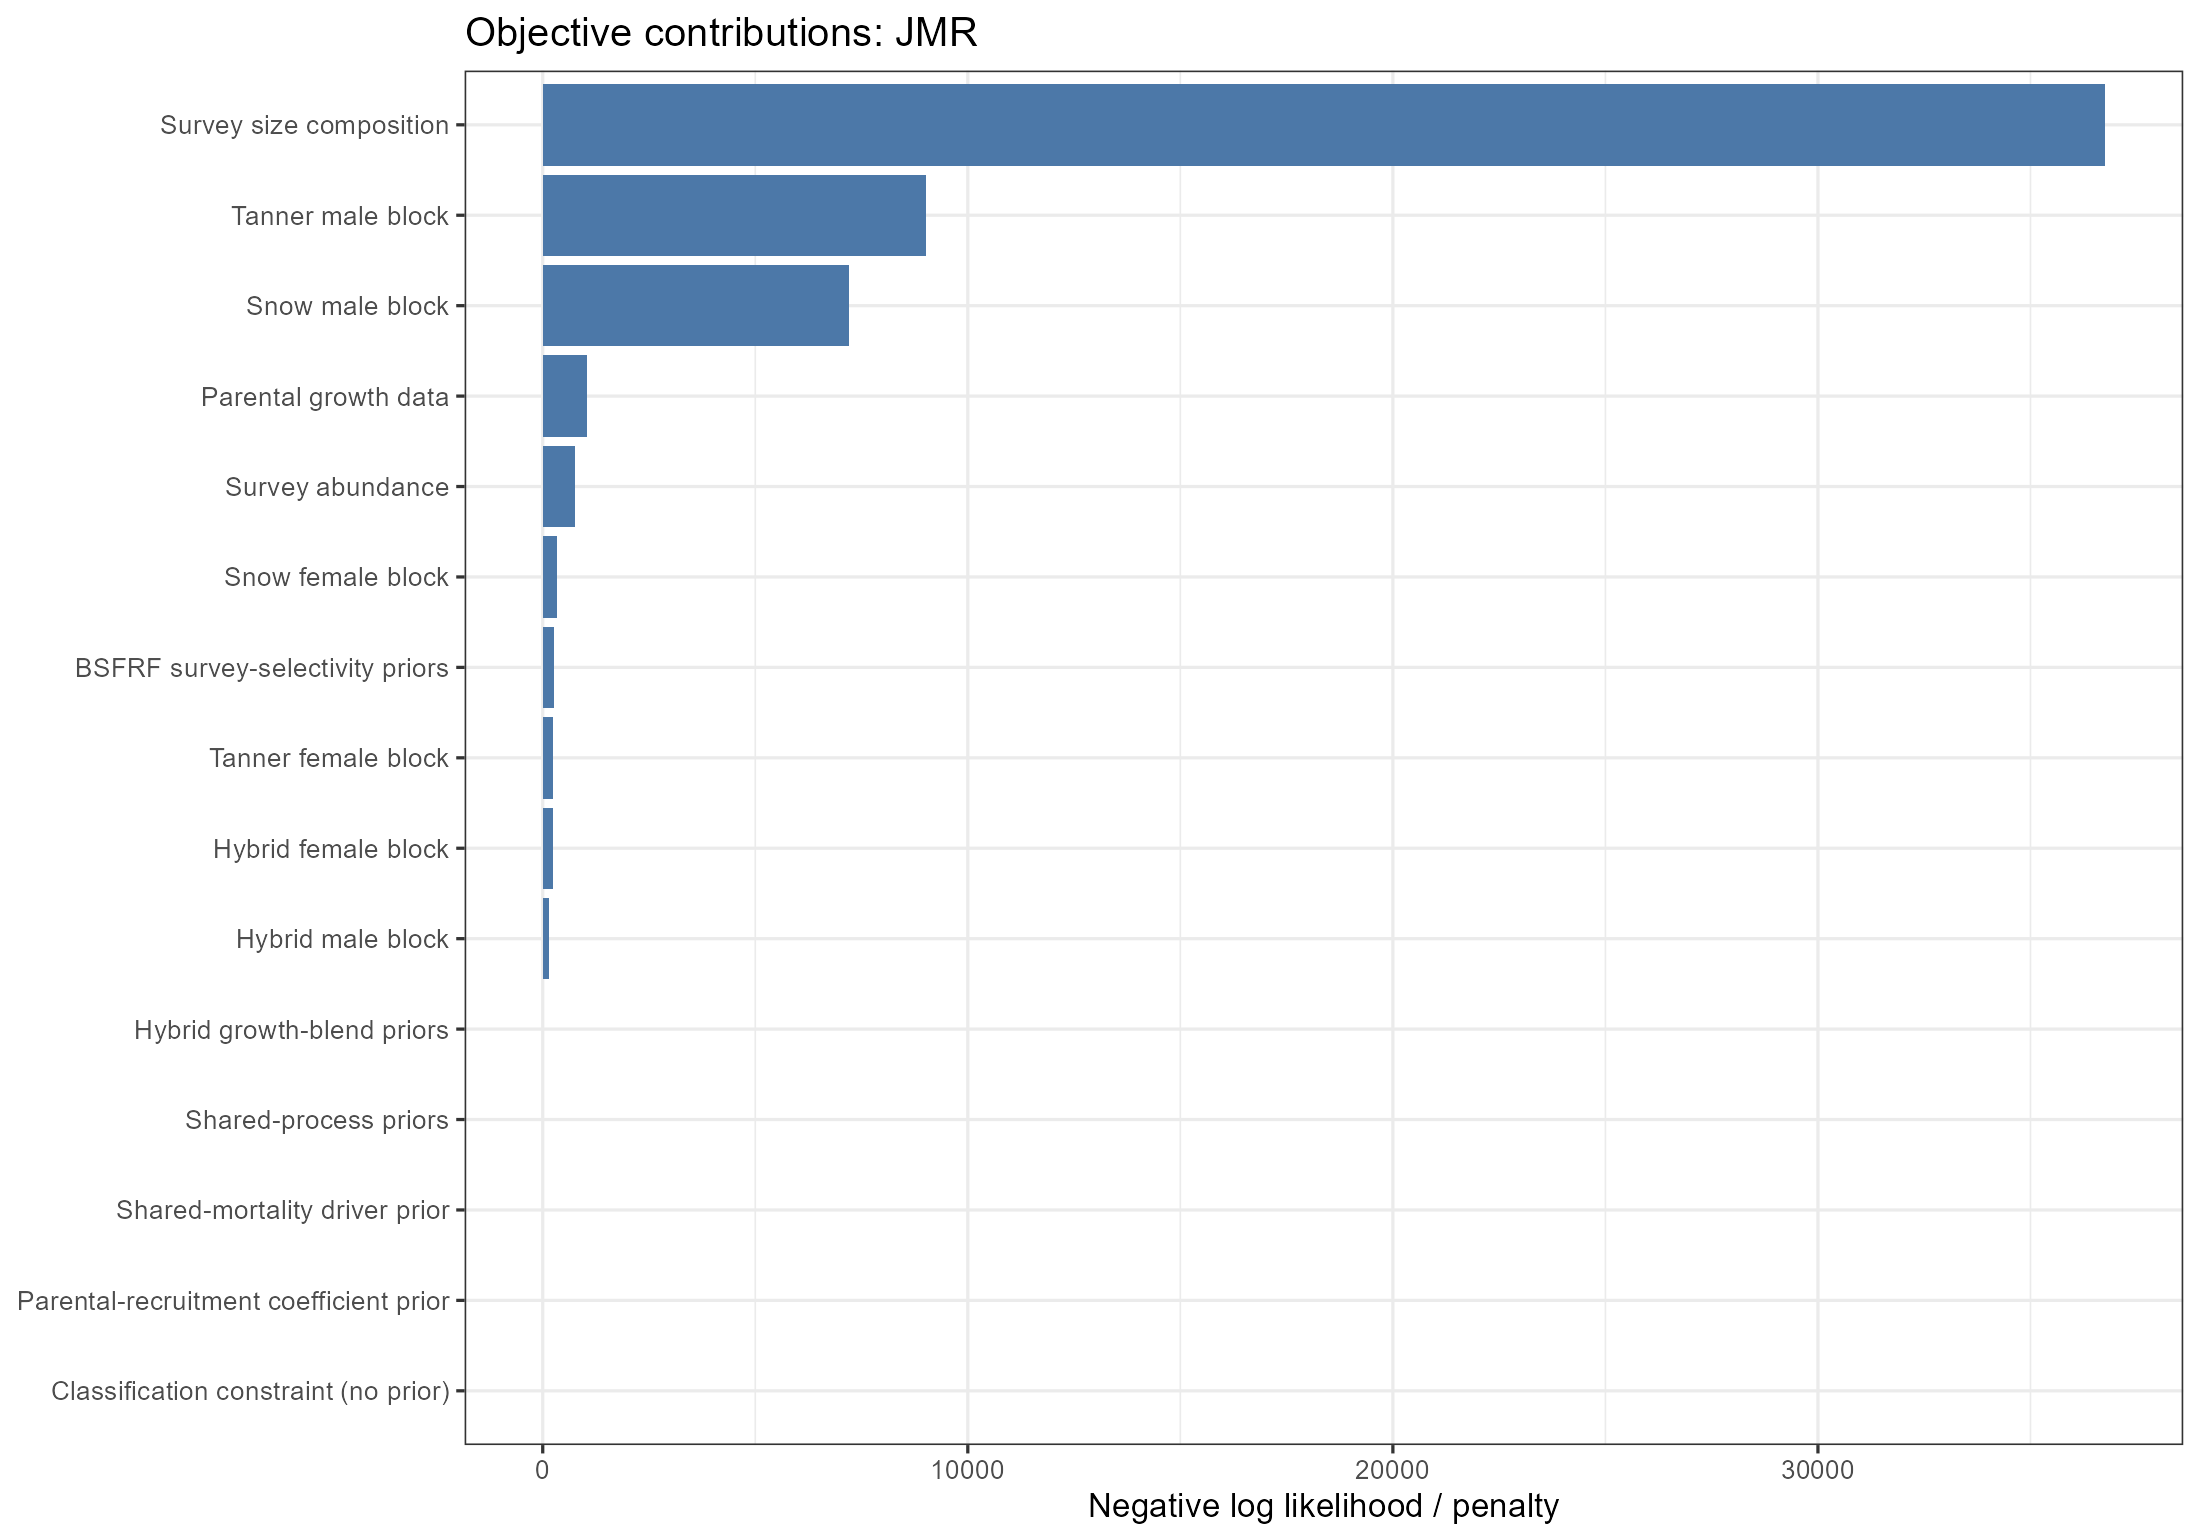 Objective contributions: JMR
Survey size composition
Tanner male block
Snow male block
Parental growth data
Survey abundance
Snow female block
BSFRF survey-selectivity priors
Tanner female block
Hybrid female block
Hybrid male block
Hybrid growth-blend priors
Shared-process priors
Shared-mortality driver prior
Parental-recruitment coefficient prior
Classification constraint (no prior)
0 10000 20000 30000
Negative log likelihood / penalty